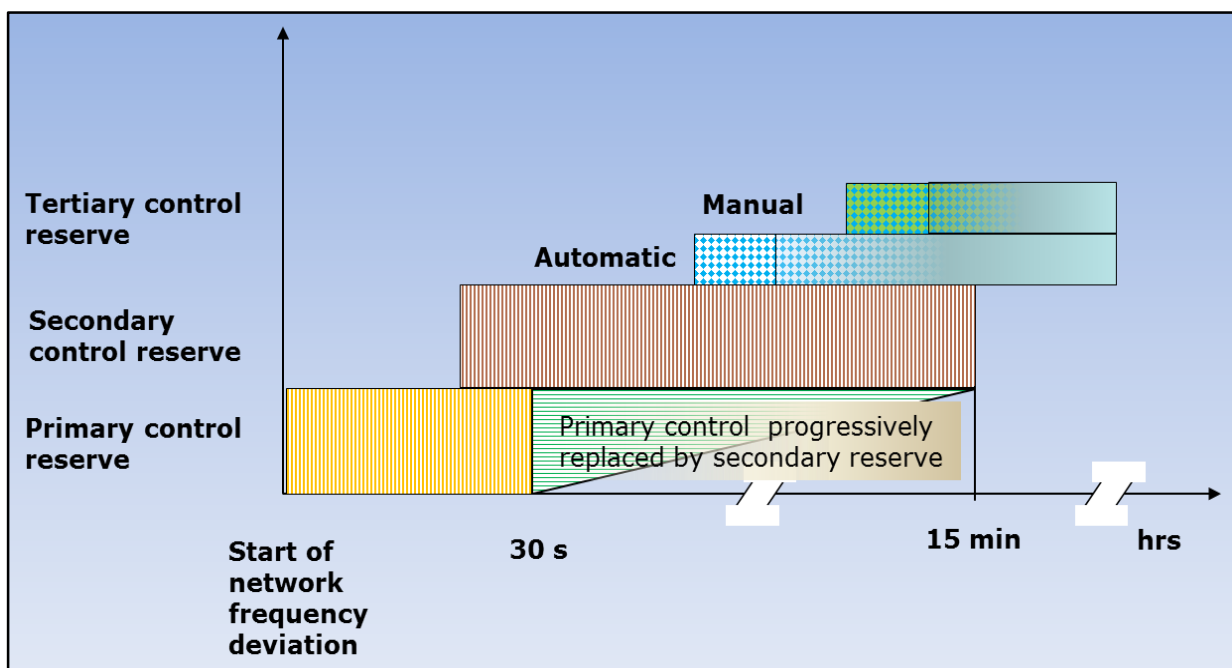 Tertiary control
reserve
Manual
Automatic
Secondary
control reserve
Primary control
reserve
Primary control progressively
replaced by secondary reserve
Start of
network
frequency
deviation
30 s
15 min
hrs